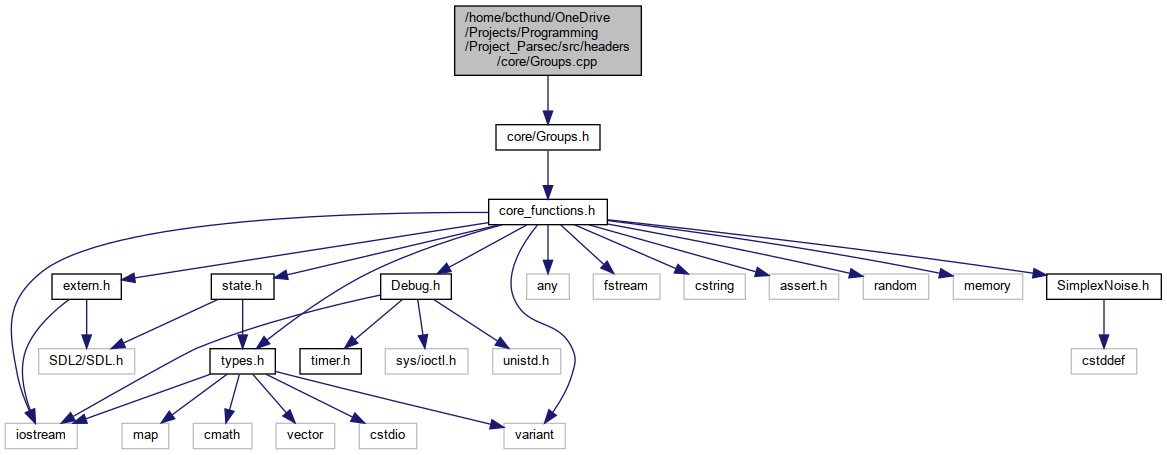 /home/bcthund/OneDrive
/Projects/Programming
/Project_Parsec/src/headers
/core/Groups.cpp
core/Groups.h
core_functions.h
extern.h
state.h
Debug.h
any
fstream
cstring
assert.h
random
memory
SimplexNoise.h
SDL2/SDL.h
types.h
timer.h
sys/ioctl.h
unistd.h
cstddef
iostream
map
cmath
vector
cstdio
variant